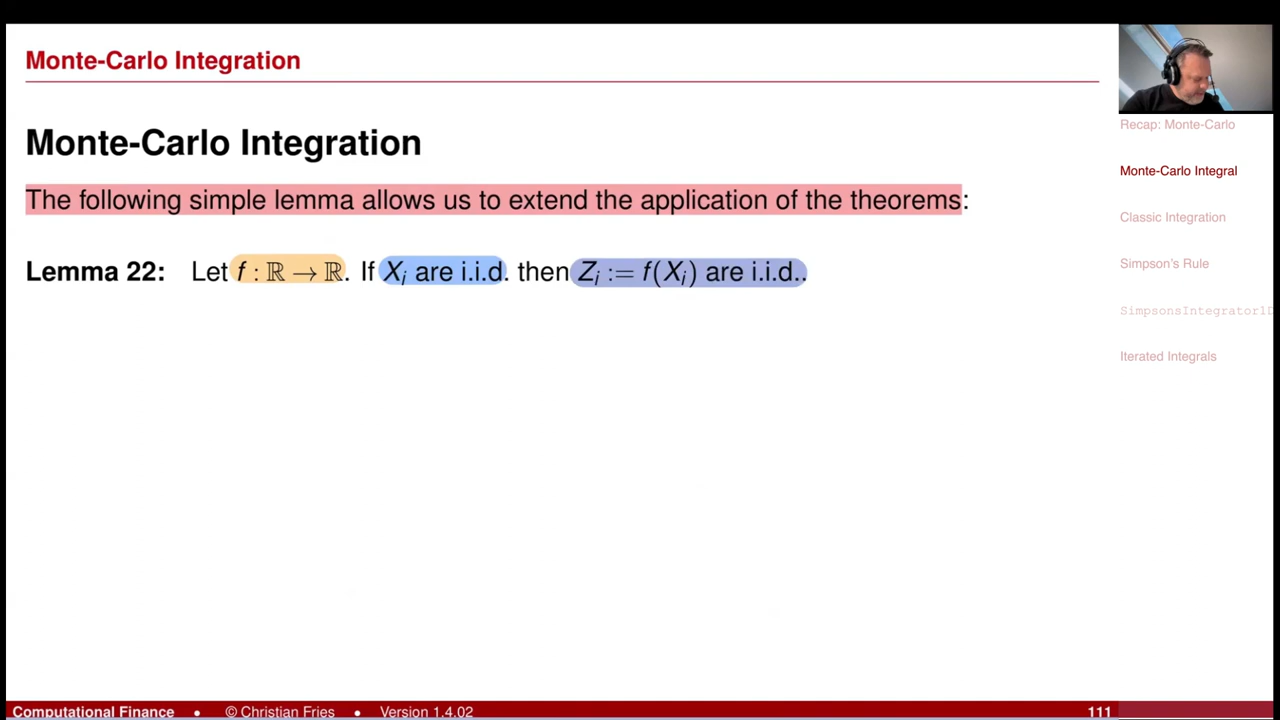 Monte-Carlo Integration
Monte-Carlo Integration
The following simple lemma allows us to extend the application of the theorems:
Lemma 22: Let f : ℝ → ℝ. If Xᵢ are i.i.d. then Zᵢ := f(Xᵢ) are i.i.d..
Recap: Monte-Carlo
Monte-Carlo Integral
Classic Integration
Simpson's Rule
SimpsonsIntegrator1D
Iterated Integrals
Computational Finance • © Christian Fries • Version 1.4.02 111